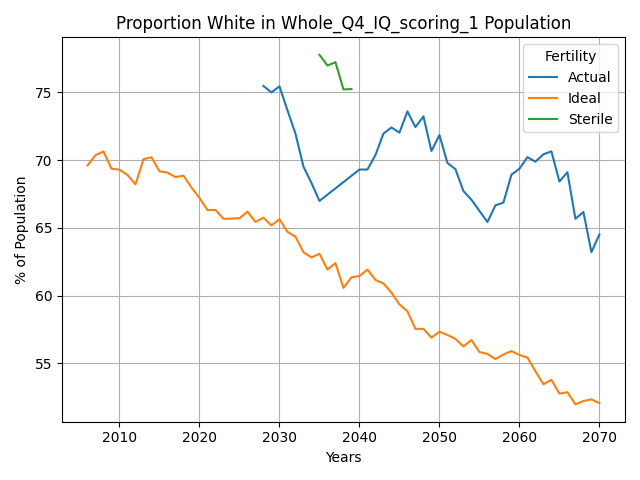 Proportion White in Whole_Q4_IQ_scoring_1 Population
% of Population
75
70
65
60
55
Fertility
Actual
Ideal
Sterile
2010 2020 2030 2040 2050 2060 2070
Years